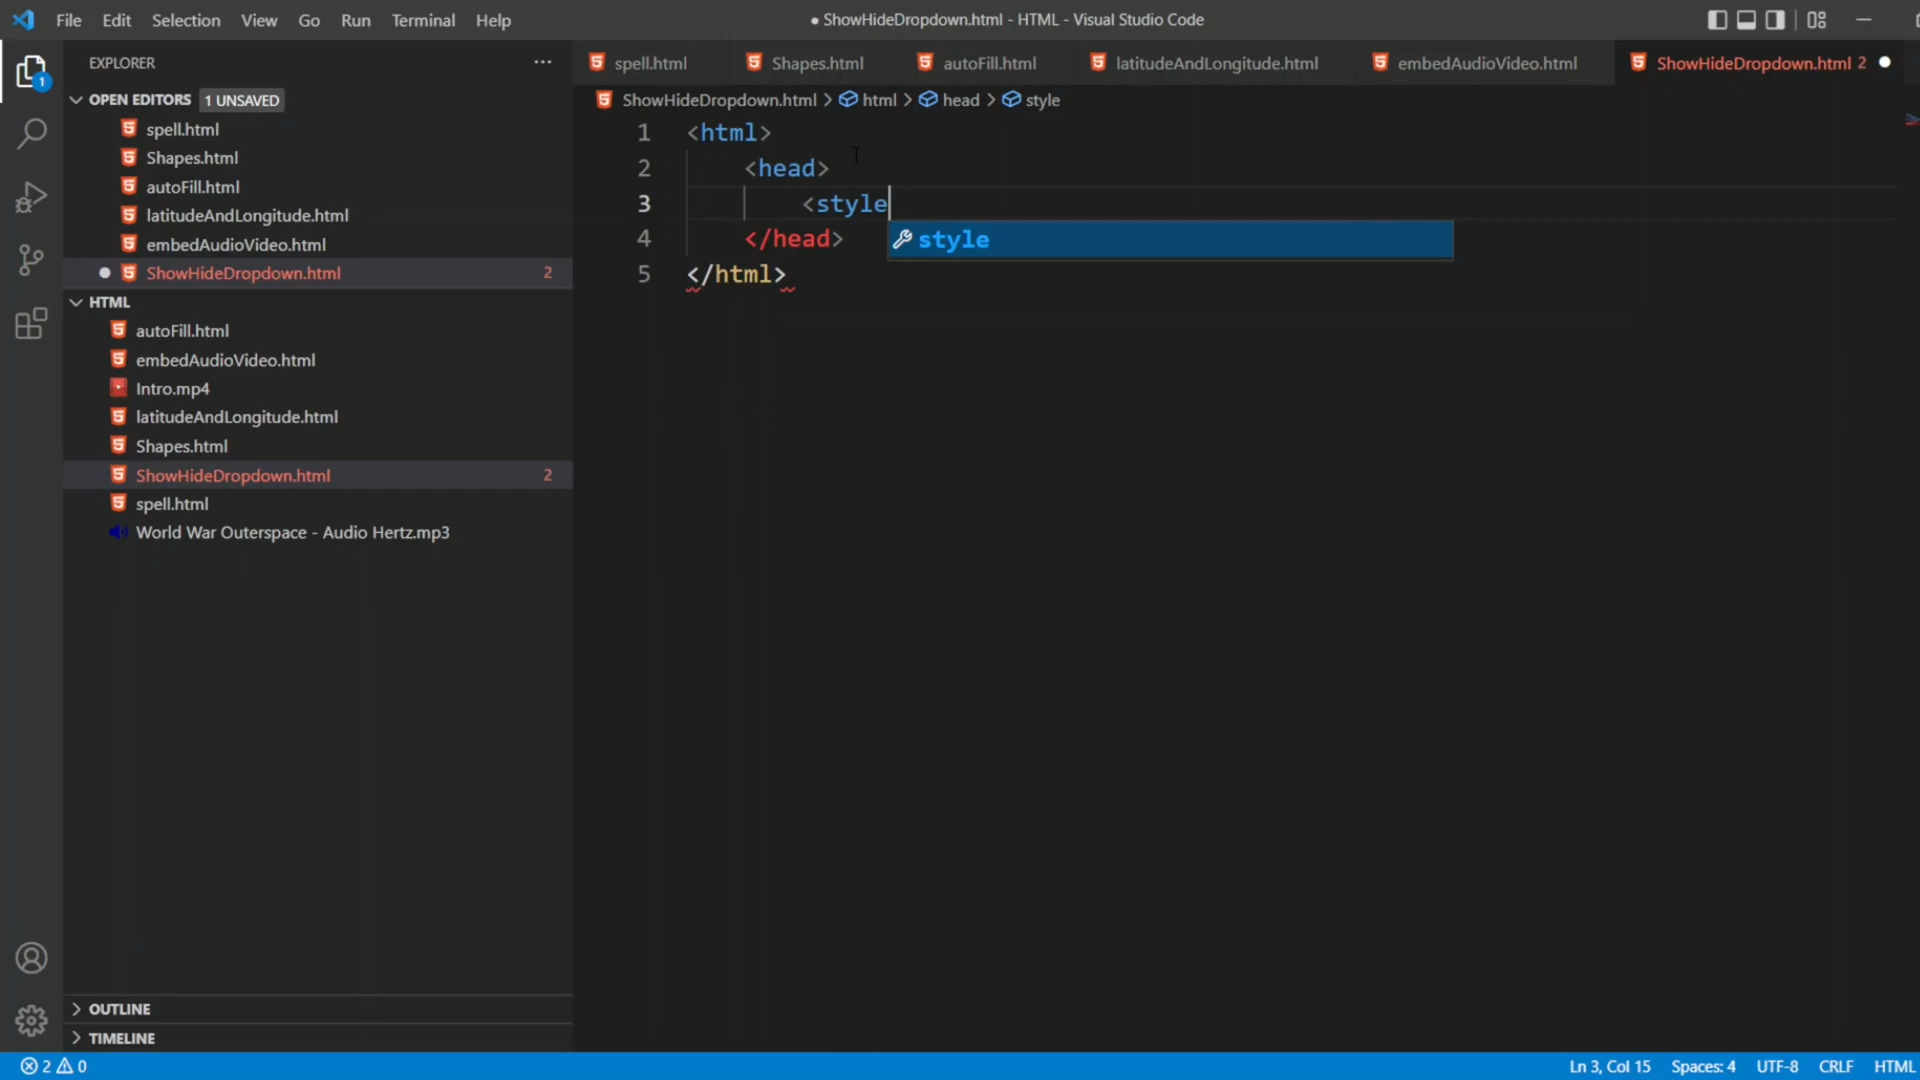 File Edit Selection View Go Run Terminal Help
● ShowHideDropdown.html - HTML - Visual Studio Code
EXPLORER
OPEN EDITORS 1 UNSAVED
spell.html
Shapes.html
autoFill.html
latitudeAndLongitude.html
embedAudioVideo.html
ShowHideDropdown.html 2
HTML
autoFill.html
embedAudioVideo.html
Intro.mp4
latitudeAndLongitude.html
Shapes.html
ShowHideDropdown.html 2
spell.html
World War Outerspace - Audio Hertz.mp3
OUTLINE
TIMELINE
1
spell.html Shapes.html autoFill.html latitudeAndLongitude.html embedAudioVideo.html ShowHideDropdown.html 2
ShowHideDropdown.html > html > head > style
1 <html>
2 <head>
3 <style
style
4 </head>
5 </html>
2 0
Ln 3, Col 15 Spaces: 4 UTF-8 CRLF HTML